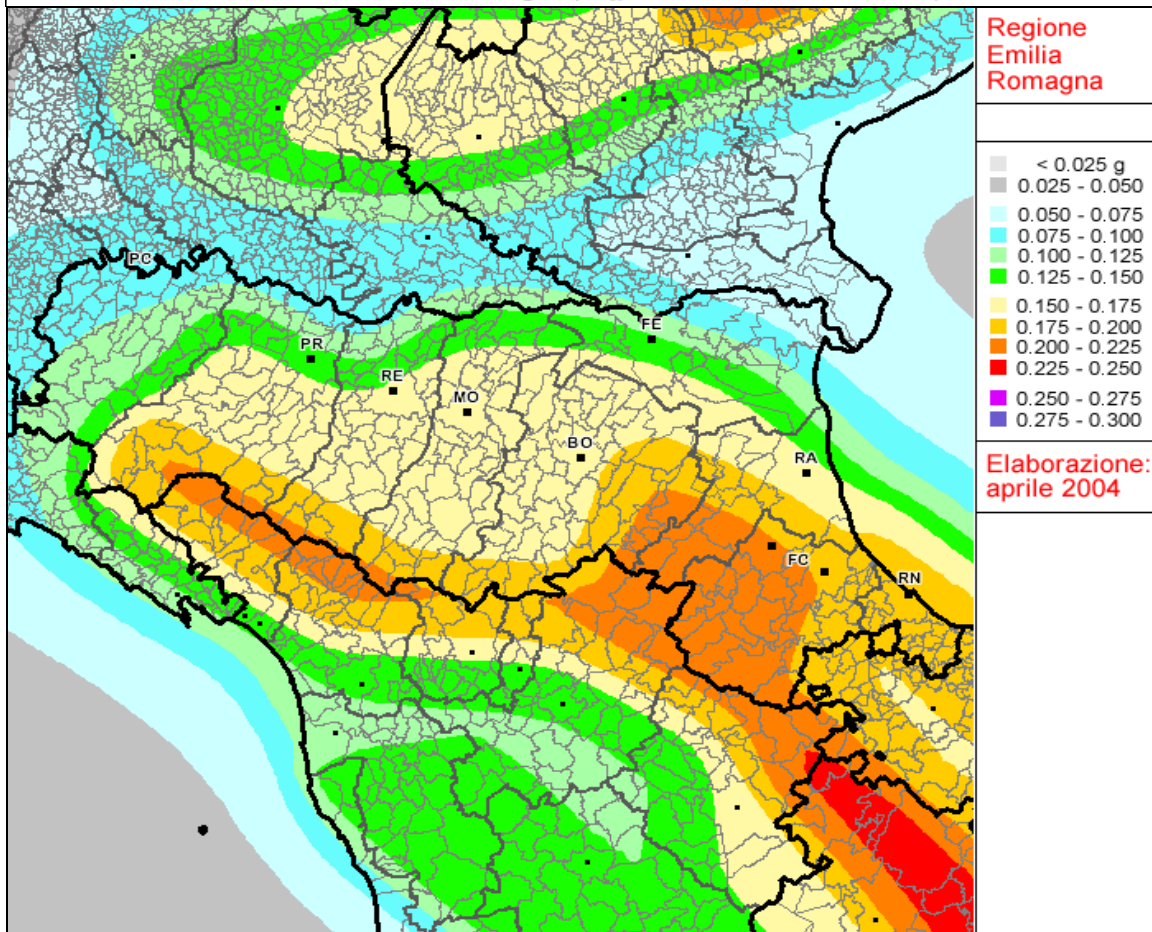 Regione
Emilia
Romagna
< 0.025 g
0.025 - 0.050
0.050 - 0.075
0.075 - 0.100
0.100 - 0.125
0.125 - 0.150
0.150 - 0.175
0.175 - 0.200
0.200 - 0.225
0.225 - 0.250
0.250 - 0.275
0.275 - 0.300
Elaborazione:
aprile 2004
PC
PR
FE
RE
MO
BO
RA
FC
RN